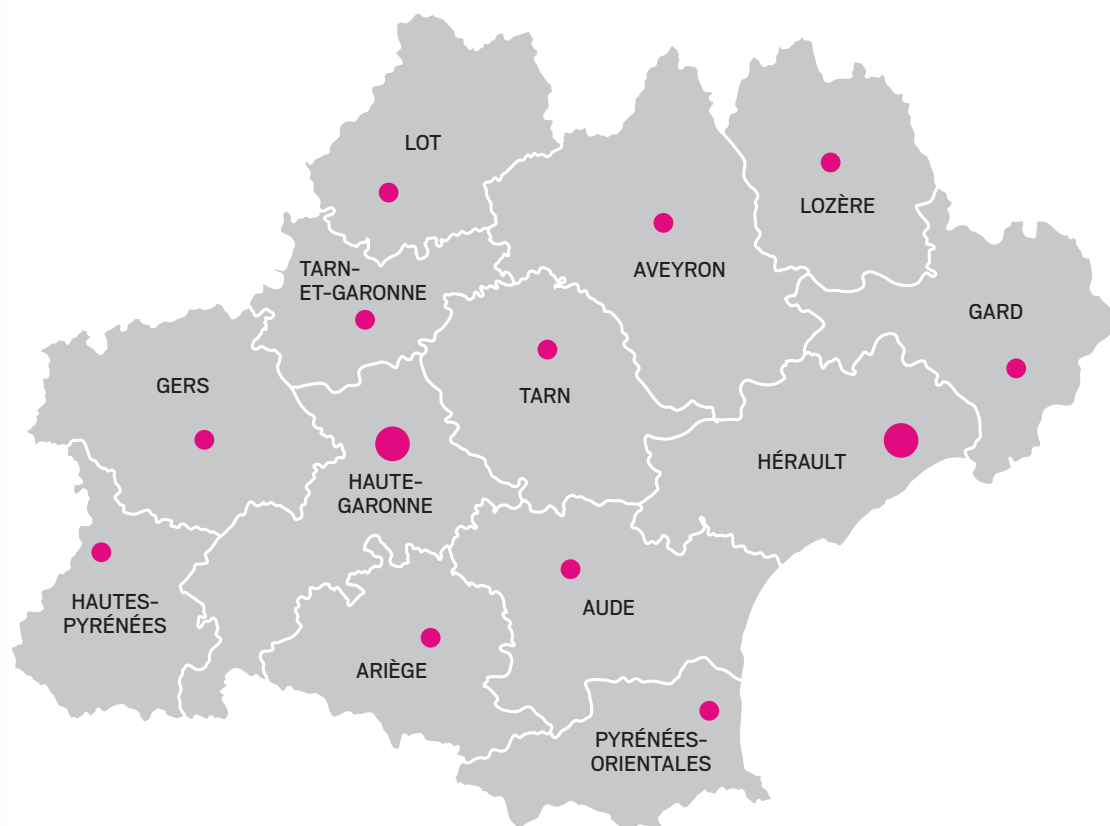 LOT
LOZÈRE
AVEYRON
TARN-
ET-GARONNE
GARD
GERS
TARN
HÉRAULT
HAUTE-
GARONNE
HAUTES-
PYRÉNÉES
AUDE
ARIÈGE
PYRÉNÉES-
ORIENTALES